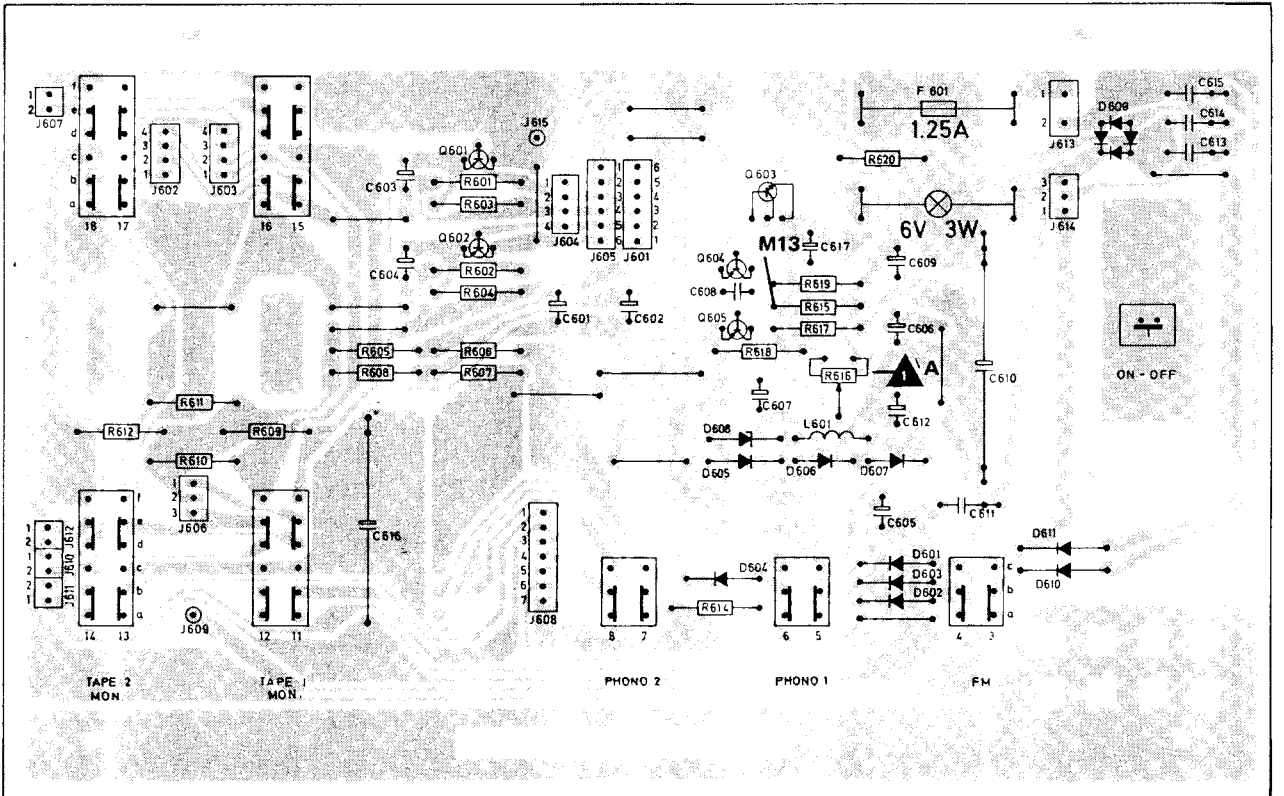 F 601
1.25A
C615
D609
C614
C613
1
2
J607
f
e
d
c
b
a
18 17
4
3
2
1
J602
4
3
2
1
J603
16 15
J615
Q601
R601
R603
C603
Q602
R602
R604
C604
1
2
3
4
J604
1
2
3
4
5
6
J605
6
5
4
3
2
1
J601
Q603
M13
R620
6V 3W
1
2
J613
3
2
1
J614
C617
C609
Q604
C608
R619
R615
Q605
R617
R618
C606
C601
C602
R605
R606
R608
R607
R616
A
C610
ON - OFF
C607
C612
R611
R612
R609
R610
D608
L601
D605
D606
D607
1
2
3
J606
f
e
d
c
b
a
1
2
J612
1
2
J610
2
1
J611
14 13
J609
12 11
C616
1
2
3
4
5
6
7
J608
C605
C611
D611
D610
D601
D603
D602
D604
R614
8 7
6 5
c
b
a
4 3
TAPE 2
MON.
TAPE 1
MON.
PHONO 2
PHONO 1
FM